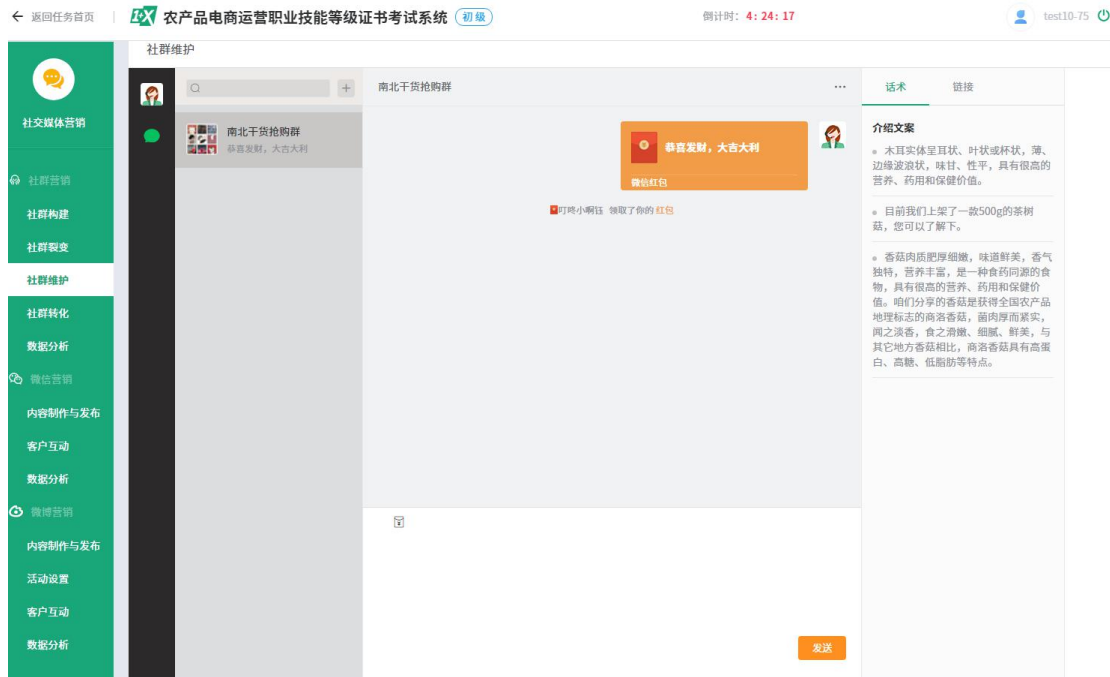 ← 返回任务首页
1+X 农产品电商运营职业技能等级证书考试系统 初级
倒计时：4:24:17
test10-75
社交媒体营销
社群营销
社群构建
社群裂变
社群维护
社群转化
数据分析
微信营销
内容制作与发布
客户互动
数据分析
微博营销
内容制作与发布
活动设置
客户互动
数据分析
社群维护
+
南北干货抢购群
恭喜发财，大吉大利
南北干货抢购群
...
恭喜发财，大吉大利
微信红包
叮咚小啊钰 领取了你的 红包
发送
话术 链接
介绍文案
木耳实体呈耳状、叶状或杯状，薄、
边缘波浪状，味甘、性平，具有很高的
营养、药用和保健价值。
目前我们上架了一款500g的茶树
菇，您可以了解下。
香菇肉质肥厚细嫩，味道鲜美，香气
独特，营养丰富，是一种食药同源的食
物，具有很高的营养、药用和保健价
值。咱们分享的香菇是获得全国农产品
地理标志的商洛香菇，菌肉厚而紧实，
闻之淡香，食之滑嫩、细腻、鲜美，与
其它地方香菇相比，商洛香菇具有高蛋
白、高糖、低脂肪等特点。